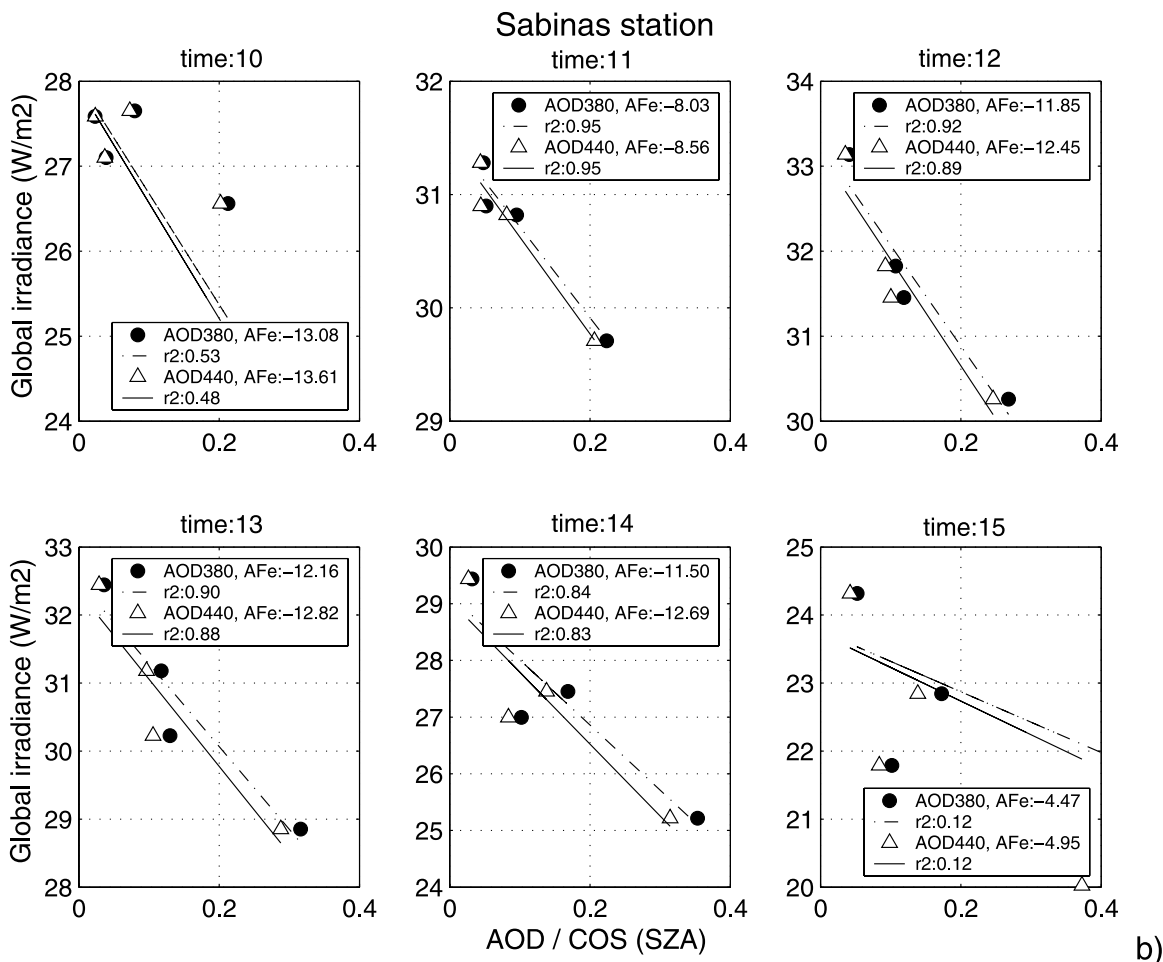 Sabinas station
time:10
time:11
time:12
Global irradiance (W/m2)
28
27
26
25
24
0
0.2
0.4
AOD380, AFe:−13.08
r2:0.53
AOD440, AFe:−13.61
r2:0.48
32
31
30
29
0
0.2
0.4
AOD380, AFe:−8.03
r2:0.95
AOD440, AFe:−8.56
r2:0.95
34
33
32
31
30
0
0.2
0.4
AOD380, AFe:−11.85
r2:0.92
AOD440, AFe:−12.45
r2:0.89
time:13
time:14
time:15
Global irradiance (W/m2)
33
32
31
30
29
28
0
0.2
0.4
AOD380, AFe:−12.16
r2:0.90
AOD440, AFe:−12.82
r2:0.88
30
29
28
27
26
25
24
0
0.2
0.4
AOD380, AFe:−11.50
r2:0.84
AOD440, AFe:−12.69
r2:0.83
25
24
23
22
21
20
0
0.2
0.4
AOD380, AFe:−4.47
r2:0.12
AOD440, AFe:−4.95
r2:0.12
AOD / COS (SZA)
b)